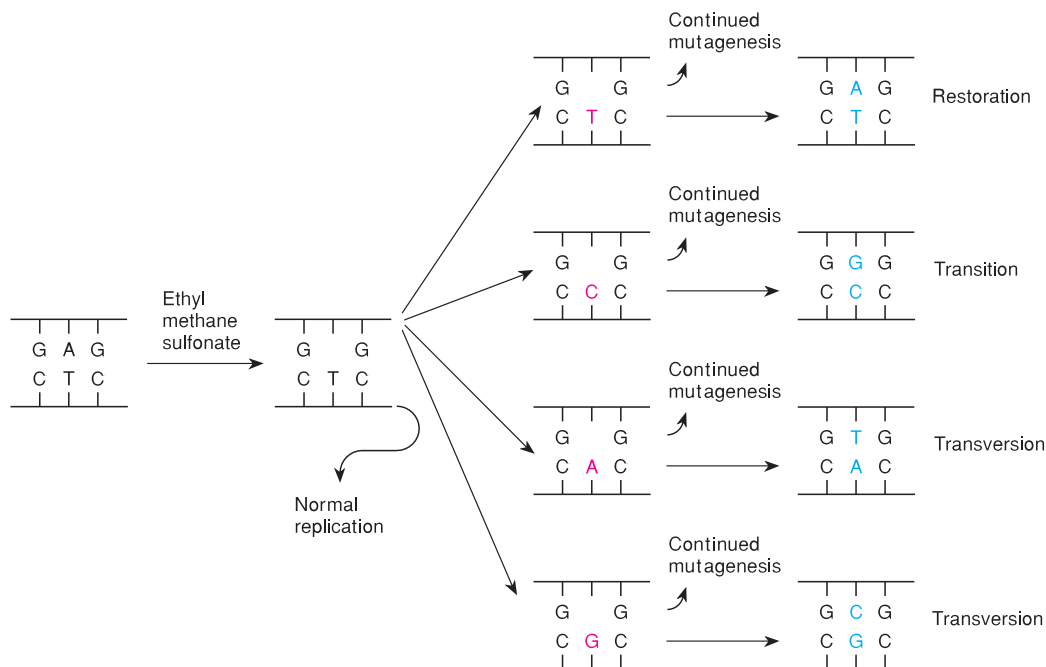 G A G
C T C
Ethyl
methane
sulfonate
G G
C T C
Normal
replication
G G
C T C
Continued
mutagenesis
G A G
C T C
Restoration
G G
C C C
Continued
mutagenesis
G G G
C C C
Transition
G G
C A C
Continued
mutagenesis
G T G
C A C
Transversion
G G
C G C
Continued
mutagenesis
G C G
C G C
Transversion